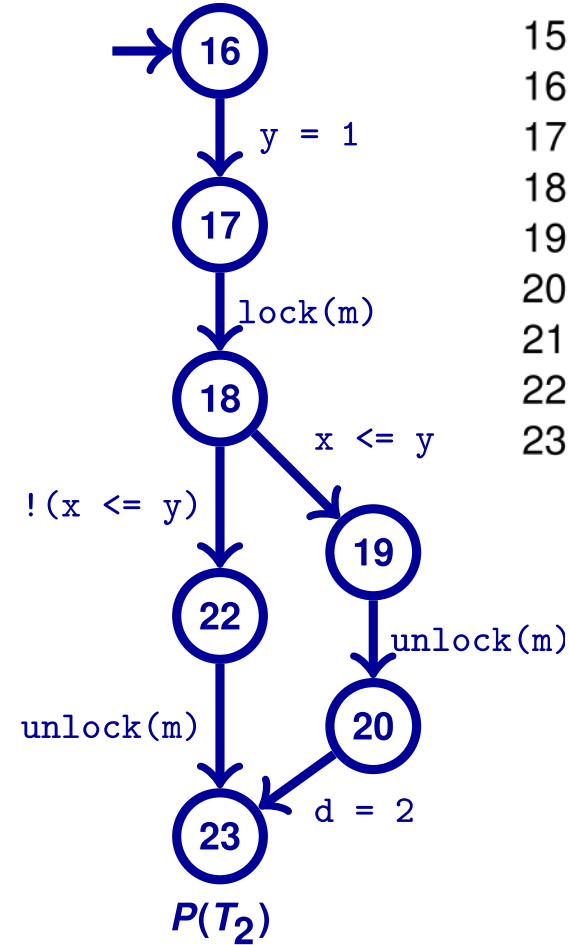 16
y = 1
17
lock(m)
18
x <= y
!(x <= y)
19
22
unlock(m)
unlock(m)
20
d = 2
23
P(T2)
15
16
17
18
19
20
21
22
23